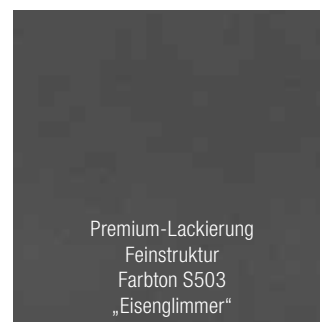 Premium-Lackierung
Feinstruktur
Farbton S503
„Eisenglimmer“